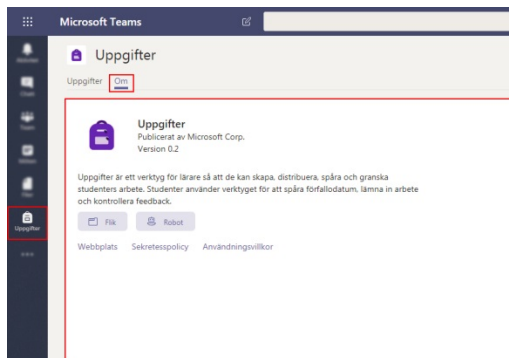 Microsoft Teams
Uppgifter
Uppgifter Om
Uppgifter
Publicerat av Microsoft Corp.
Version 0.2
Uppgifter är ett verktyg för lärare så att de kan skapa, distribuera, spåra och granska
studenters arbete. Studenter använder verktyget för att spåra förfallodatum, lämna in arbete
och kontrollera feedback.
Flik Robot
Webbplats Sekretesspolicy Användningsvillkor
Uppgifter